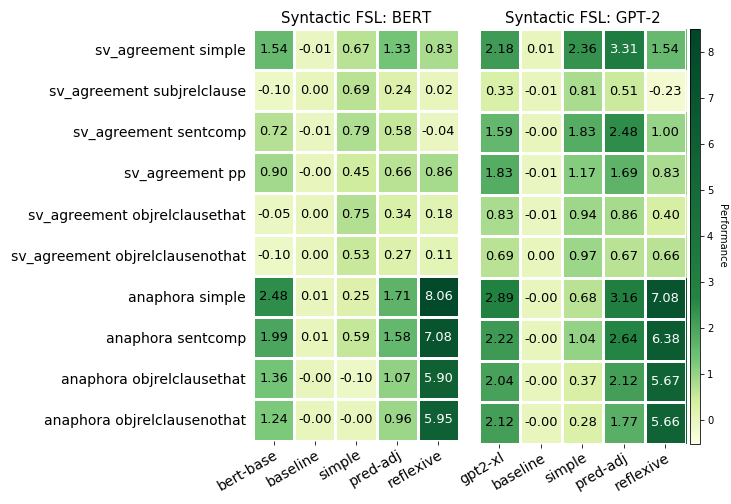 Syntactic FSL: BERT
Syntactic FSL: GPT-2
sv_agreement simple 1.54 -0.01 0.67 1.33 0.83 2.18 0.01 2.36 3.31 1.54
sv_agreement subjrelclause -0.10 0.00 0.69 0.24 0.02 0.33 -0.01 0.81 0.51 -0.23
sv_agreement sentcomp 0.72 -0.01 0.79 0.58 -0.04 1.59 -0.00 1.83 2.48 1.00
sv_agreement pp 0.90 -0.00 0.45 0.66 0.86 1.83 -0.01 1.17 1.69 0.83
sv_agreement objrelclausethat -0.05 0.00 0.75 0.34 0.18 0.83 -0.01 0.94 0.86 0.40
sv_agreement objrelclausenothat -0.10 0.00 0.53 0.27 0.11 0.69 0.00 0.97 0.67 0.66
anaphora simple 2.48 0.01 0.25 1.71 8.06 2.89 -0.00 0.68 3.16 7.08
anaphora sentcomp 1.99 0.01 0.59 1.58 7.08 2.22 -0.00 1.04 2.64 6.38
anaphora objrelclausethat 1.36 -0.00 -0.10 1.07 5.90 2.04 -0.00 0.37 2.12 5.67
anaphora objrelclausenothat 1.24 -0.00 -0.00 0.96 5.95 2.12 -0.00 0.28 1.77 5.66
bert-base baseline simple pred-adj reflexive
gpt2-xl baseline simple pred-adj reflexive
8
7
6
5
4
3
2
1
0
Performance